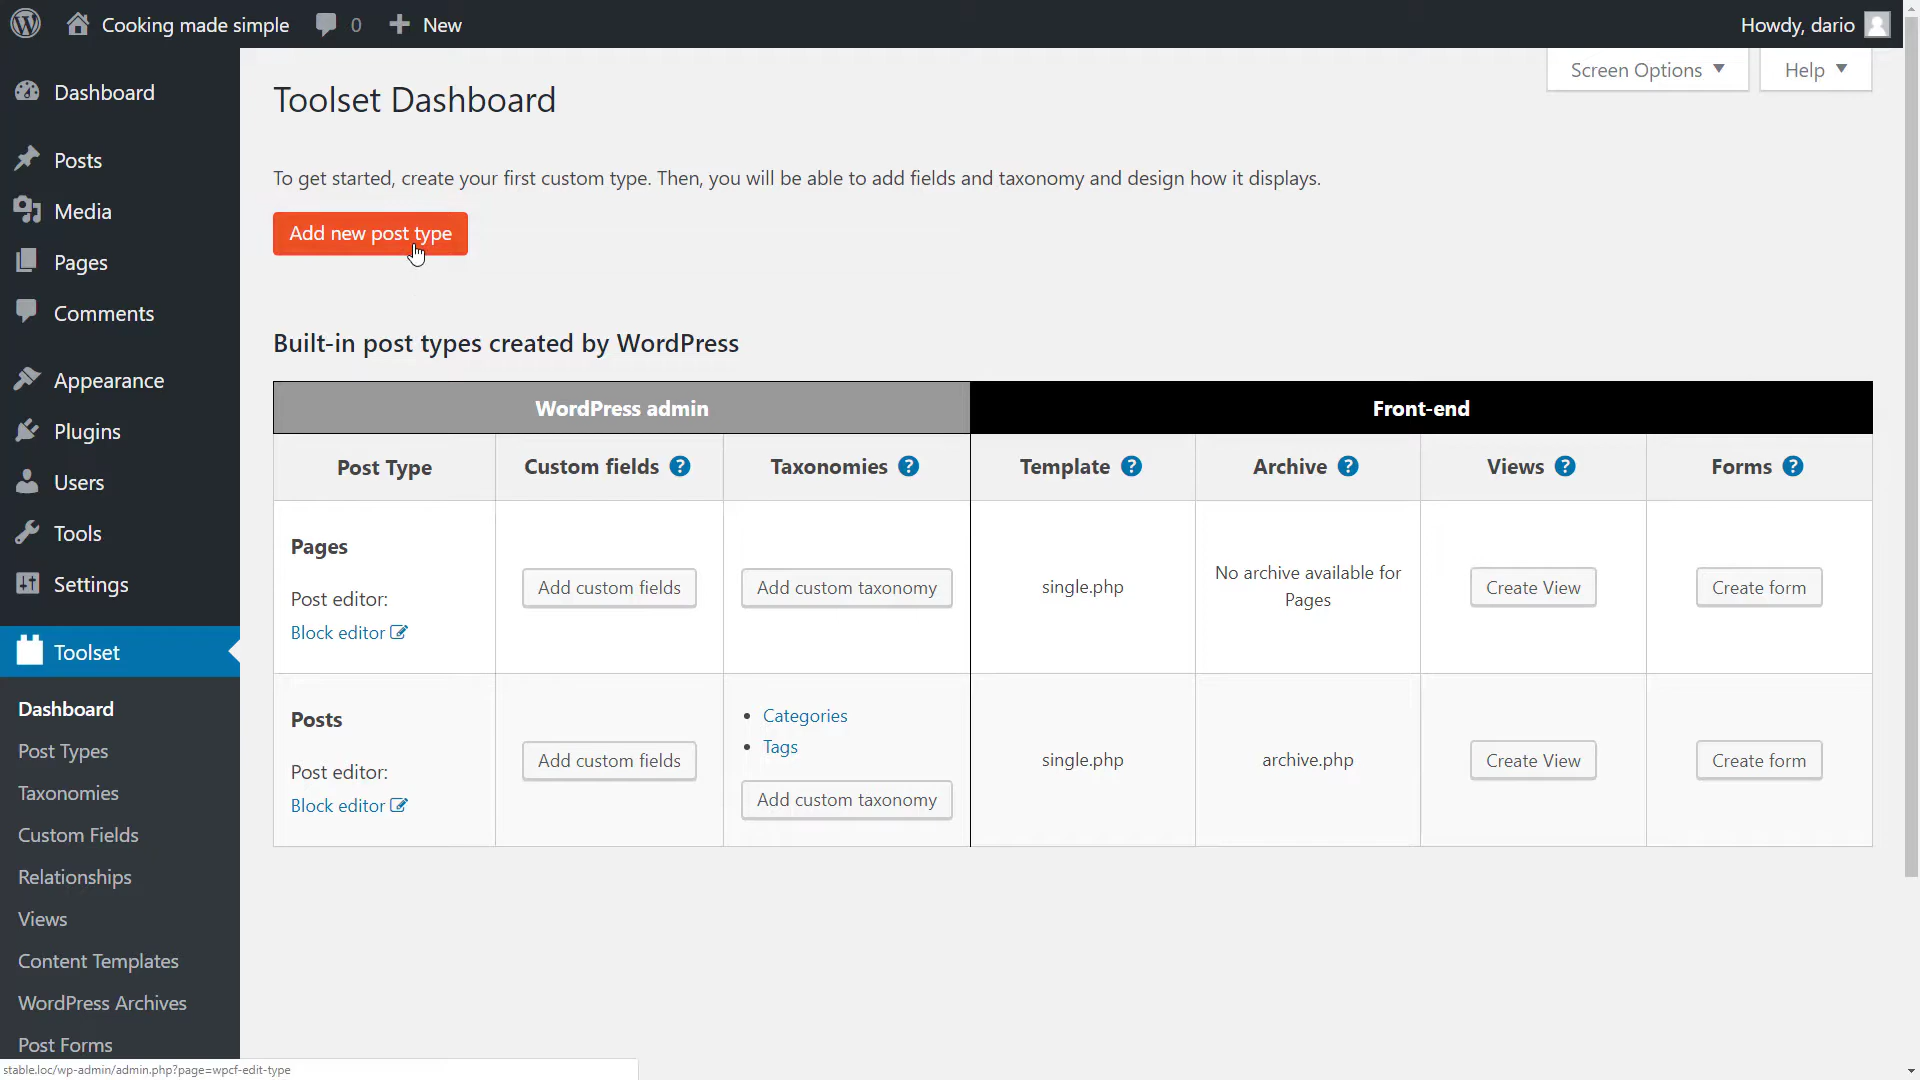 Cooking made simple
0
New
Howdy, dario
Dashboard
Posts
Media
Pages
Comments
Appearance
Plugins
Users
Tools
Settings
Toolset
Dashboard
Post Types
Taxonomies
Custom Fields
Relationships
Views
Content Templates
WordPress Archives
Post Forms
Screen Options
Help
Toolset Dashboard
To get started, create your first custom type. Then, you will be able to add fields and taxonomy and design how it displays.
Add new post type
Built-in post types created by WordPress
WordPress admin
Front-end
Post Type
Custom fields ?
Taxonomies ?
Template ?
Archive ?
Views ?
Forms ?
Pages
Post editor:
Block editor
Add custom fields
Add custom taxonomy
single.php
No archive available for
Pages
Create View
Create form
Posts
Post editor:
Block editor
Add custom fields
• Categories
• Tags
Add custom taxonomy
single.php
archive.php
Create View
Create form
stable.loc/wp-admin/admin.php?page=wpcf-edit-type